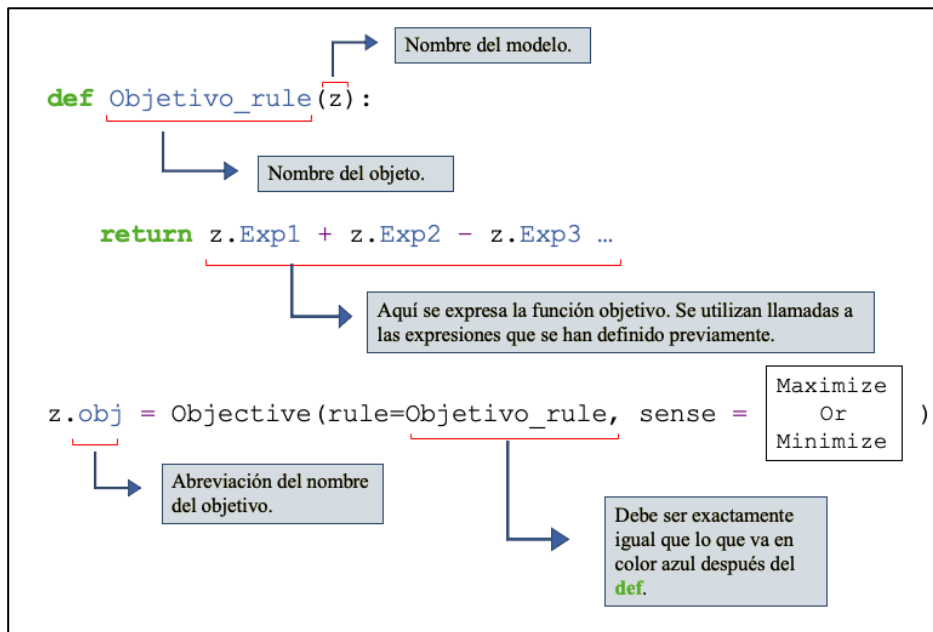 Nombre del modelo.
def Objetivo_rule(z):
Nombre del objeto.
return z.Exp1 + z.Exp2 − z.Exp3 …
Aquí se expresa la función objetivo. Se utilizan llamadas a
las expresiones que se han definido previamente.
z.obj = Objective(rule=Objetivo_rule, sense = Maximize Or Minimize )
Abreviación del nombre
del objetivo.
Debe ser exactamente
igual que lo que va en
color azul después del
def.